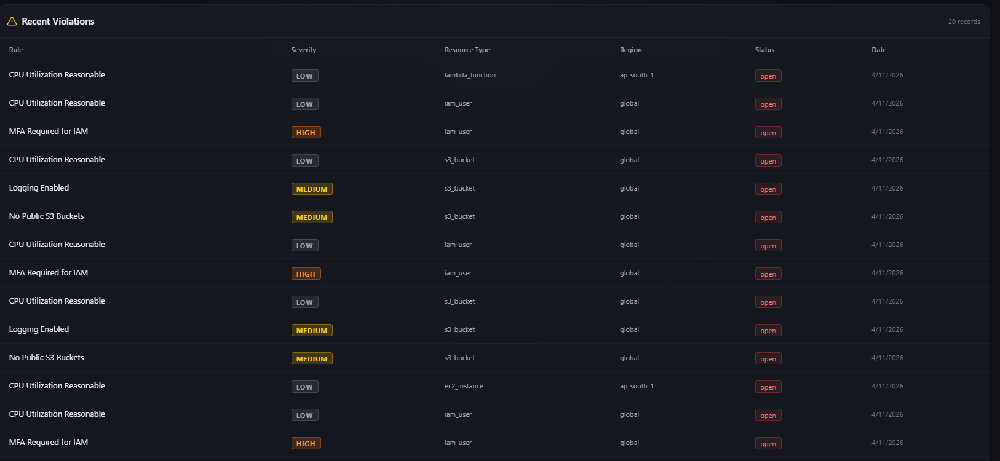 Recent Violations 20 records
Rule Severity Resource Type Region Status Date
CPU Utilization Reasonable LOW lambda_function ap-south-1 open 4/11/2026
CPU Utilization Reasonable LOW iam_user global open 4/11/2026
MFA Required for IAM HIGH iam_user global open 4/11/2026
CPU Utilization Reasonable LOW s3_bucket global open 4/11/2026
Logging Enabled MEDIUM s3_bucket global open 4/11/2026
No Public S3 Buckets MEDIUM s3_bucket global open 4/11/2026
CPU Utilization Reasonable LOW iam_user global open 4/11/2026
MFA Required for IAM HIGH iam_user global open 4/11/2026
CPU Utilization Reasonable LOW s3_bucket global open 4/11/2026
Logging Enabled MEDIUM s3_bucket global open 4/11/2026
No Public S3 Buckets MEDIUM s3_bucket global open 4/11/2026
CPU Utilization Reasonable LOW ec2_instance ap-south-1 open 4/11/2026
CPU Utilization Reasonable LOW iam_user global open 4/11/2026
MFA Required for IAM HIGH iam_user global open 4/11/2026